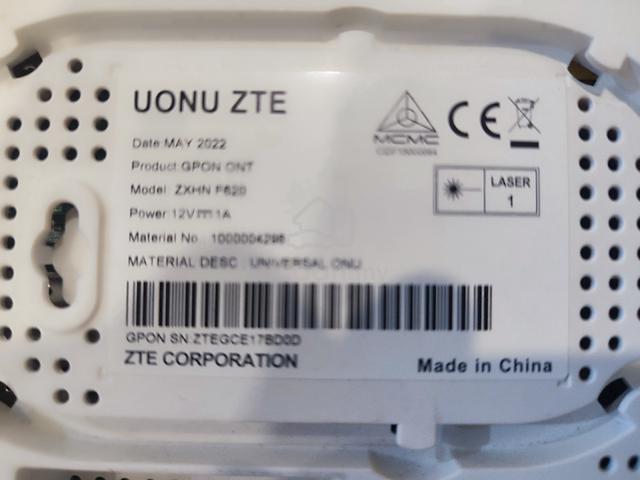 UONU ZTE
Date:MAY 2022
Product:GPON ONT
Model: ZXHN F620
Power:12V 1A
Material No. 1000004298
MATERIAL DESC : UNIVERSAL ONU
GPON SN:ZTEGCE17BD0D
ZTE CORPORATION
MCMC
CE
LASER
1
Made in China